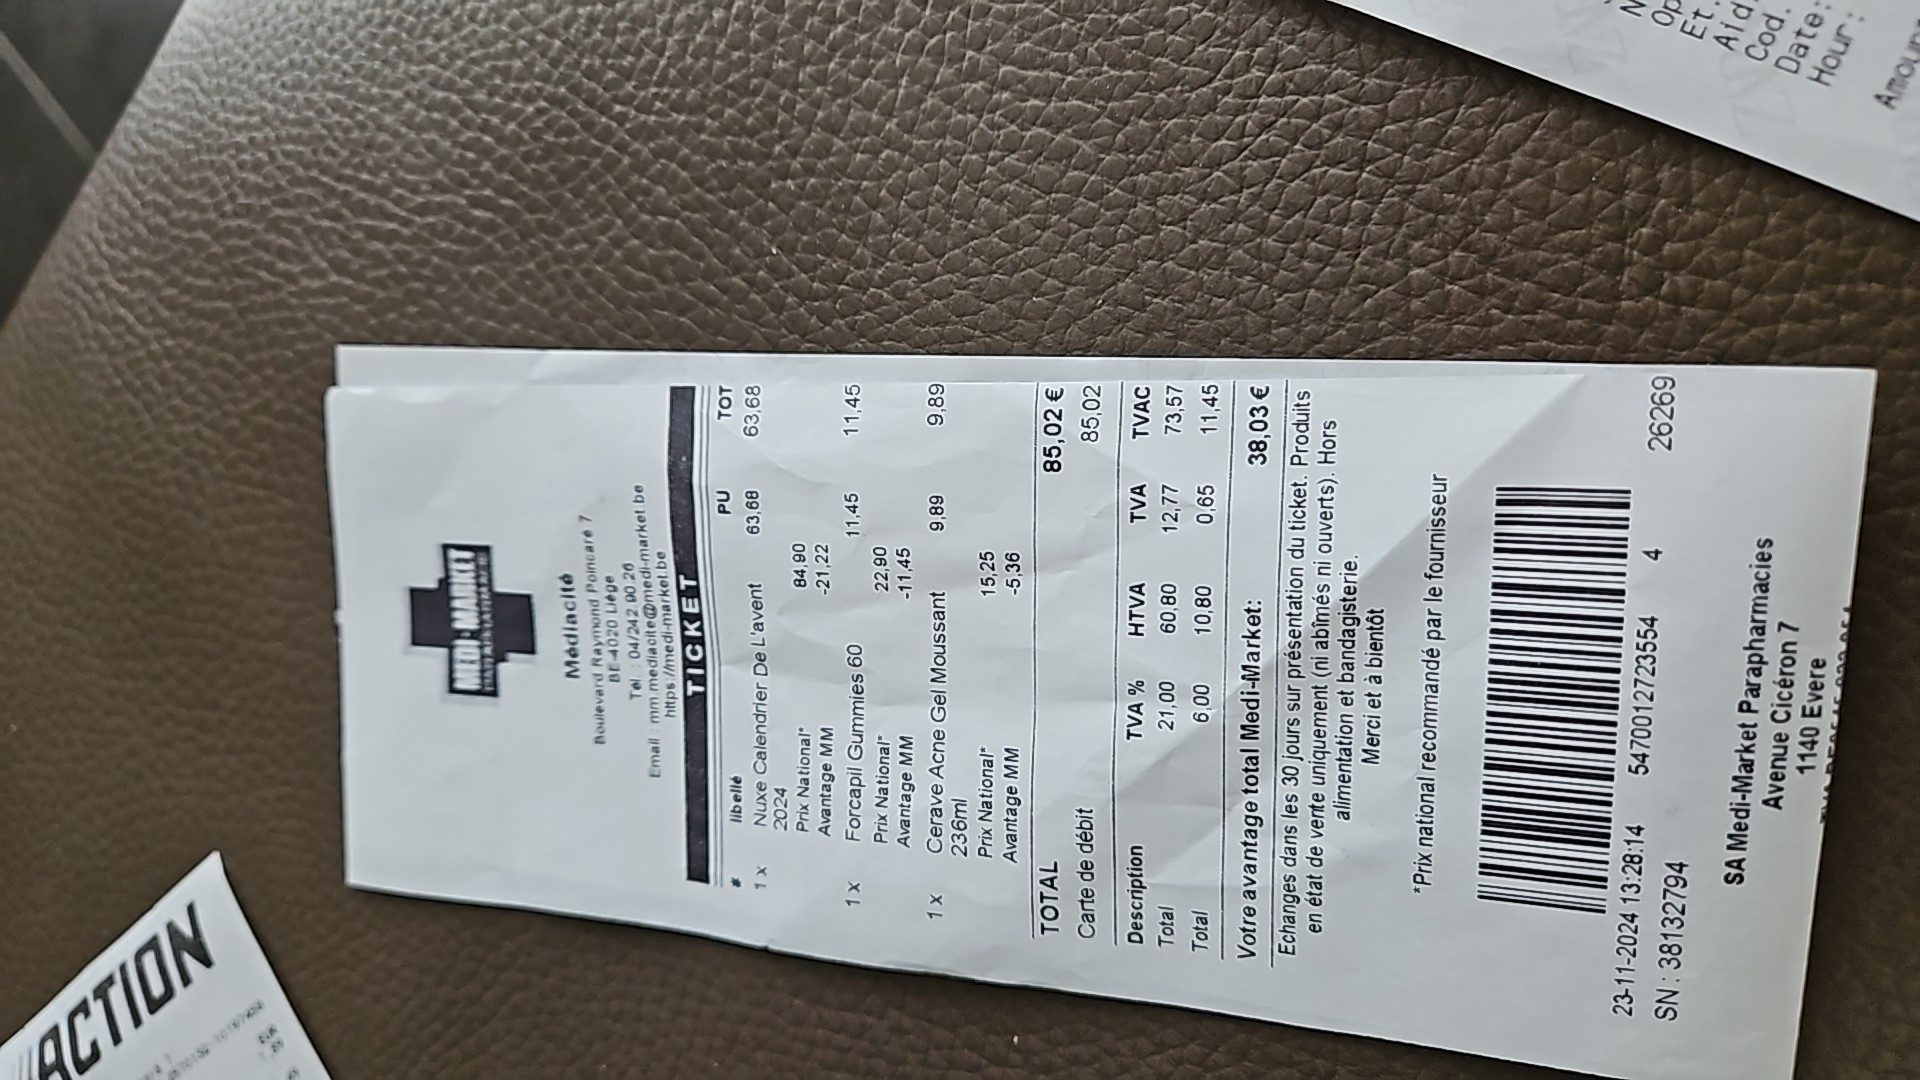 MEDI-MARKET
Médiacité
Boulevard Raymond Poincaré 7
BE-4020 Liège
Tel. : 04/242.90.26
Email : mm.mediacite@medi-market.be
https://medi-market.be
TICKET
* libellé PU TOT
1 x Nuxe Calendrier De L'avent 63,68 63,68
2024
Prix National* 84,90
Avantage MM -21,22
1 x Forcapil Gummies 60 11,45 11,45
Prix National* 22,90
Avantage MM -11,45
1 x Cerave Acne Gel Moussant 9,89 9,89
236ml
Prix National* 15,25
Avantage MM -5,36
TOTAL 85,02 €
Carte de débit 85,02
Description TVA % HTVA TVA TVAC
Total 21,00 60,80 12,77 73,57
Total 6,00 10,80 0,65 11,45
Votre avantage total Medi-Market: 38,03 €
Echanges dans les 30 jours sur présentation du ticket. Produits
en état de vente uniquement (ni abîmés ni ouverts). Hors
alimentation et bandagisterie.
Merci et à bientôt
*Prix national recommandé par le fournisseur
23-11-2024 13:28:14 5470012723554 4 26269
SN : 381327794
SA Medi-Market Parapharmacies
Avenue Cicéron 7
1140 Evere
ACTION
EUR
N
Op
Et.
Aid
Cod.
Date:
Hour:
Amoun